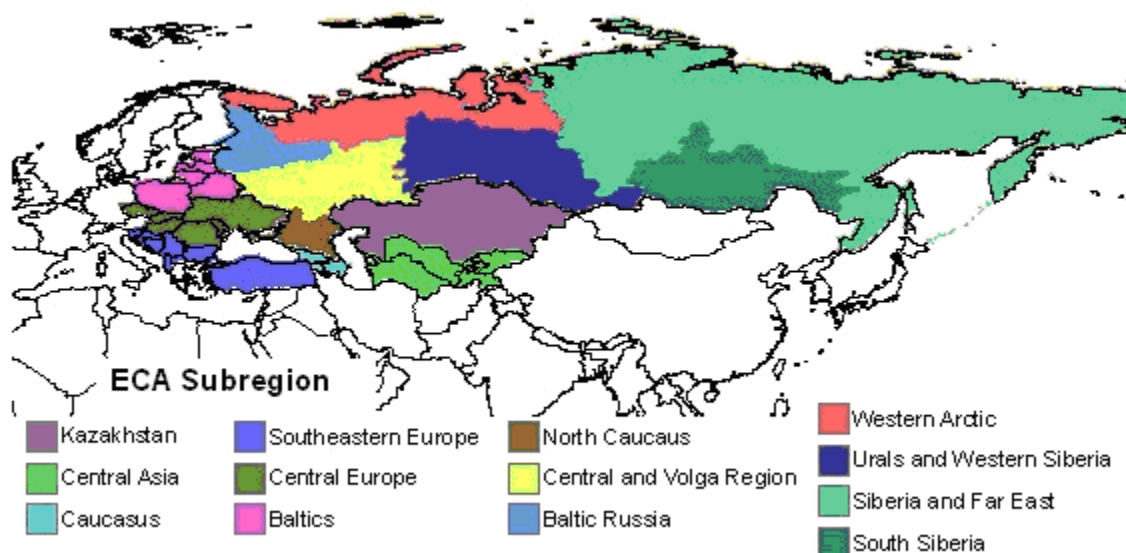 ECA Subregion
Kazakhstan
Central Asia
Caucasus
Southeastern Europe
Central Europe
Baltics
North Caucaus
Central and Volga Region
Baltic Russia
Western Arctic
Urals and Western Siberia
Siberia and Far East
South Siberia